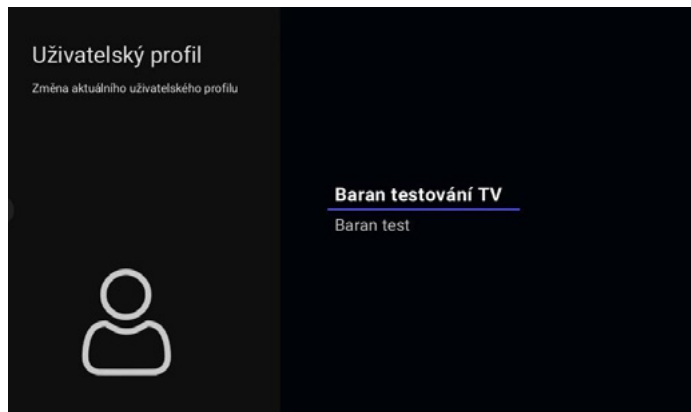 Uživatelský profil
Změna aktuálního uživatelského profilu
Baran testování TV
Baran test